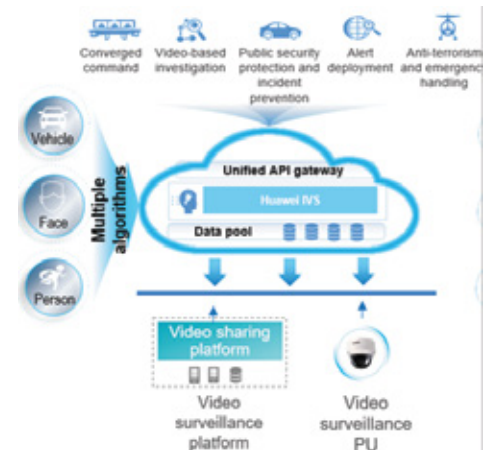 Converged
command
Video-based
investigation
Public security
protection and
incident
prevention
Alert
deployment
Anti-terrorism
and emergency
handling
Vehicle
Face
Person
Multiple
algorithms
Unified API gateway
Huawei IVS
Data pool
Video sharing
platform
Video
surveillance
platform
Video
surveillance
PU